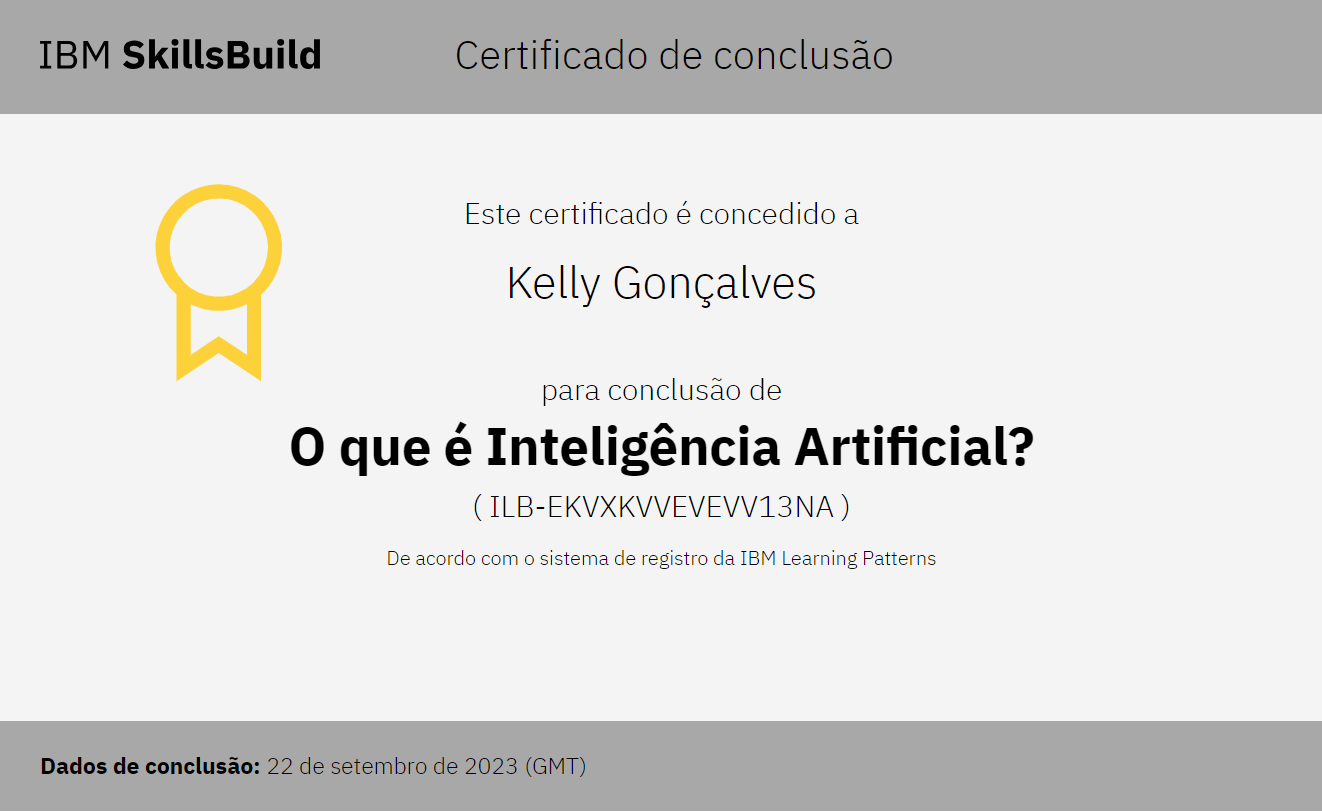 IBM SkillsBuild
Certificado de conclusão
Este certificado é concedido a
Kelly Gonçalves
para conclusão de
O que é Inteligência Artificial?
( ILB-EKVXKVVEVEVV13NA )
De acordo com o sistema de registro da IBM Learning Patterns
Dados de conclusão: 22 de setembro de 2023 (GMT)